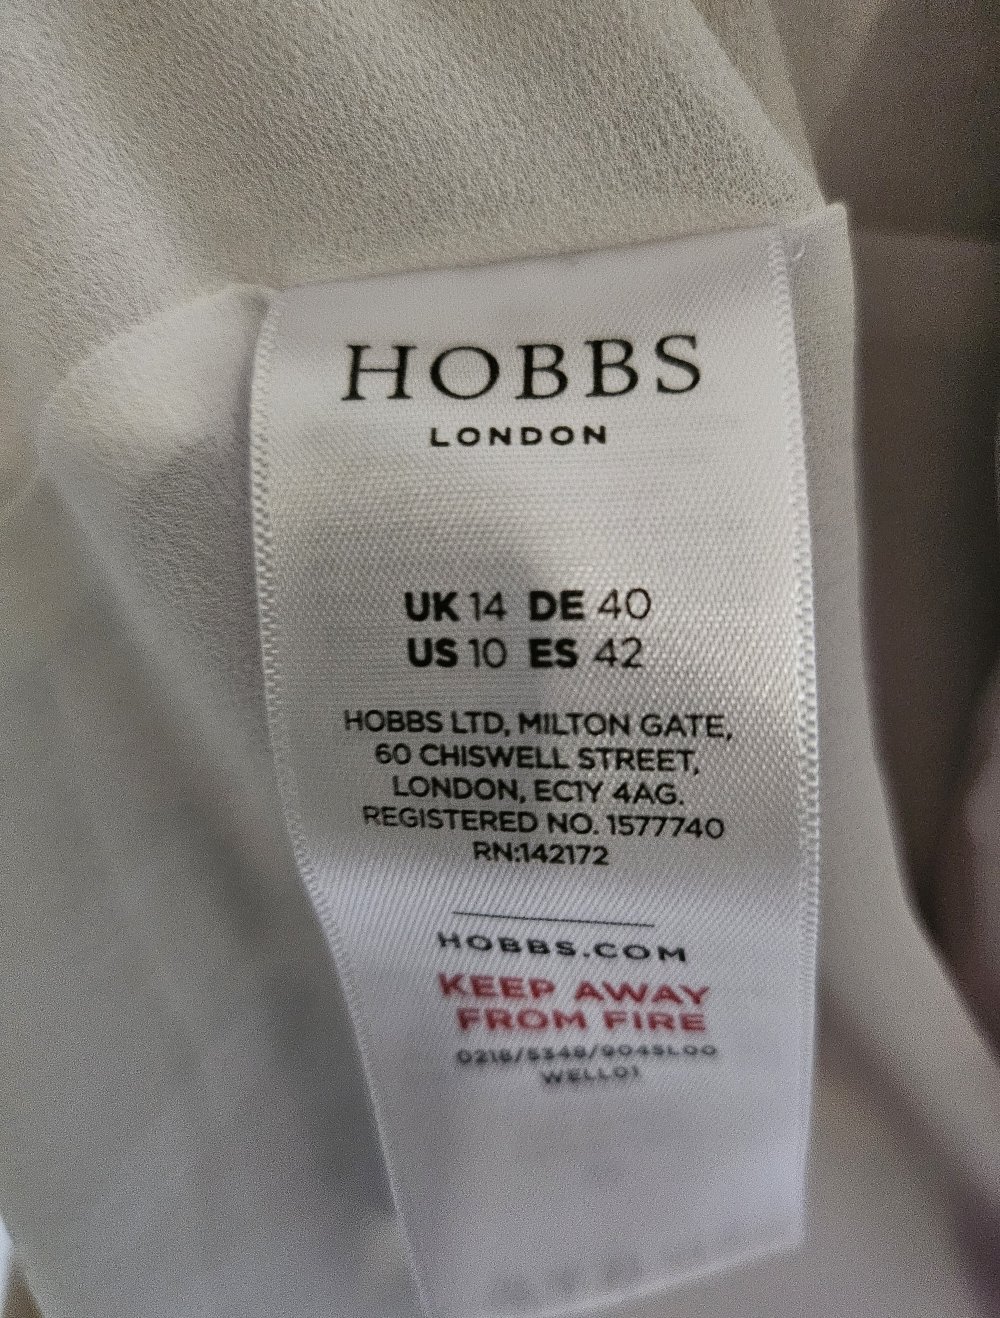 HOBBS
LONDON
UK 14 DE 40
US 10 ES 42
HOBBS LTD, MILTON GATE,
60 CHISWELL STREET,
LONDON, EC1Y 4AG.
REGISTERED NO. 1577740
RN:142172
HOBBS.COM
KEEP AWAY
FROM FIRE
0218/5348/9045L00
WELL01